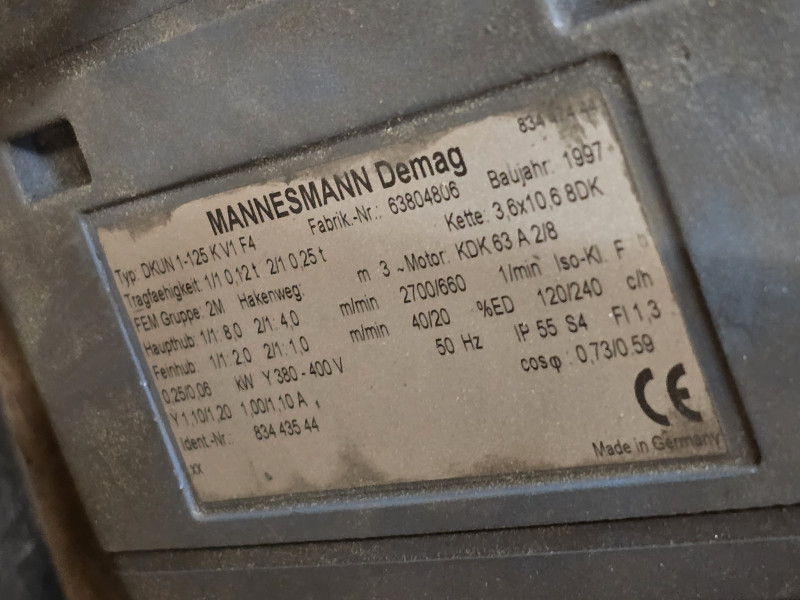 834 474 44
MANNESMANN Demag
Typ: DKUN 1-125 K V1 F4 Fabrik.-Nr.: 63804806 Baujahr: 1997
Tragfaehigkeit: 1/1 0,12 t 2/1 0,25 t Kette: 3,6x10,6 8DK
FEM Gruppe: 2M Hakenweg: m 3 ~ Motor: KDK 63 A 2/8
Haupthub: 1/1: 8,0 2/1: 4,0 m/min 2700/660 1/min Iso-Kl. F
Feinhub: 1/1: 2,0 2/1: 1,0 m/min 40/20 %ED 120/240 c/h
0,25/0,06 kW Y 380 - 400 V 50 Hz IP 55 S4 FI 1,3
Y 1,10/1,20 1,00/1,10 A cosφ : 0,73/0.59
Ident.-Nr.: 834 435 44
xx
CE
Made in Germany